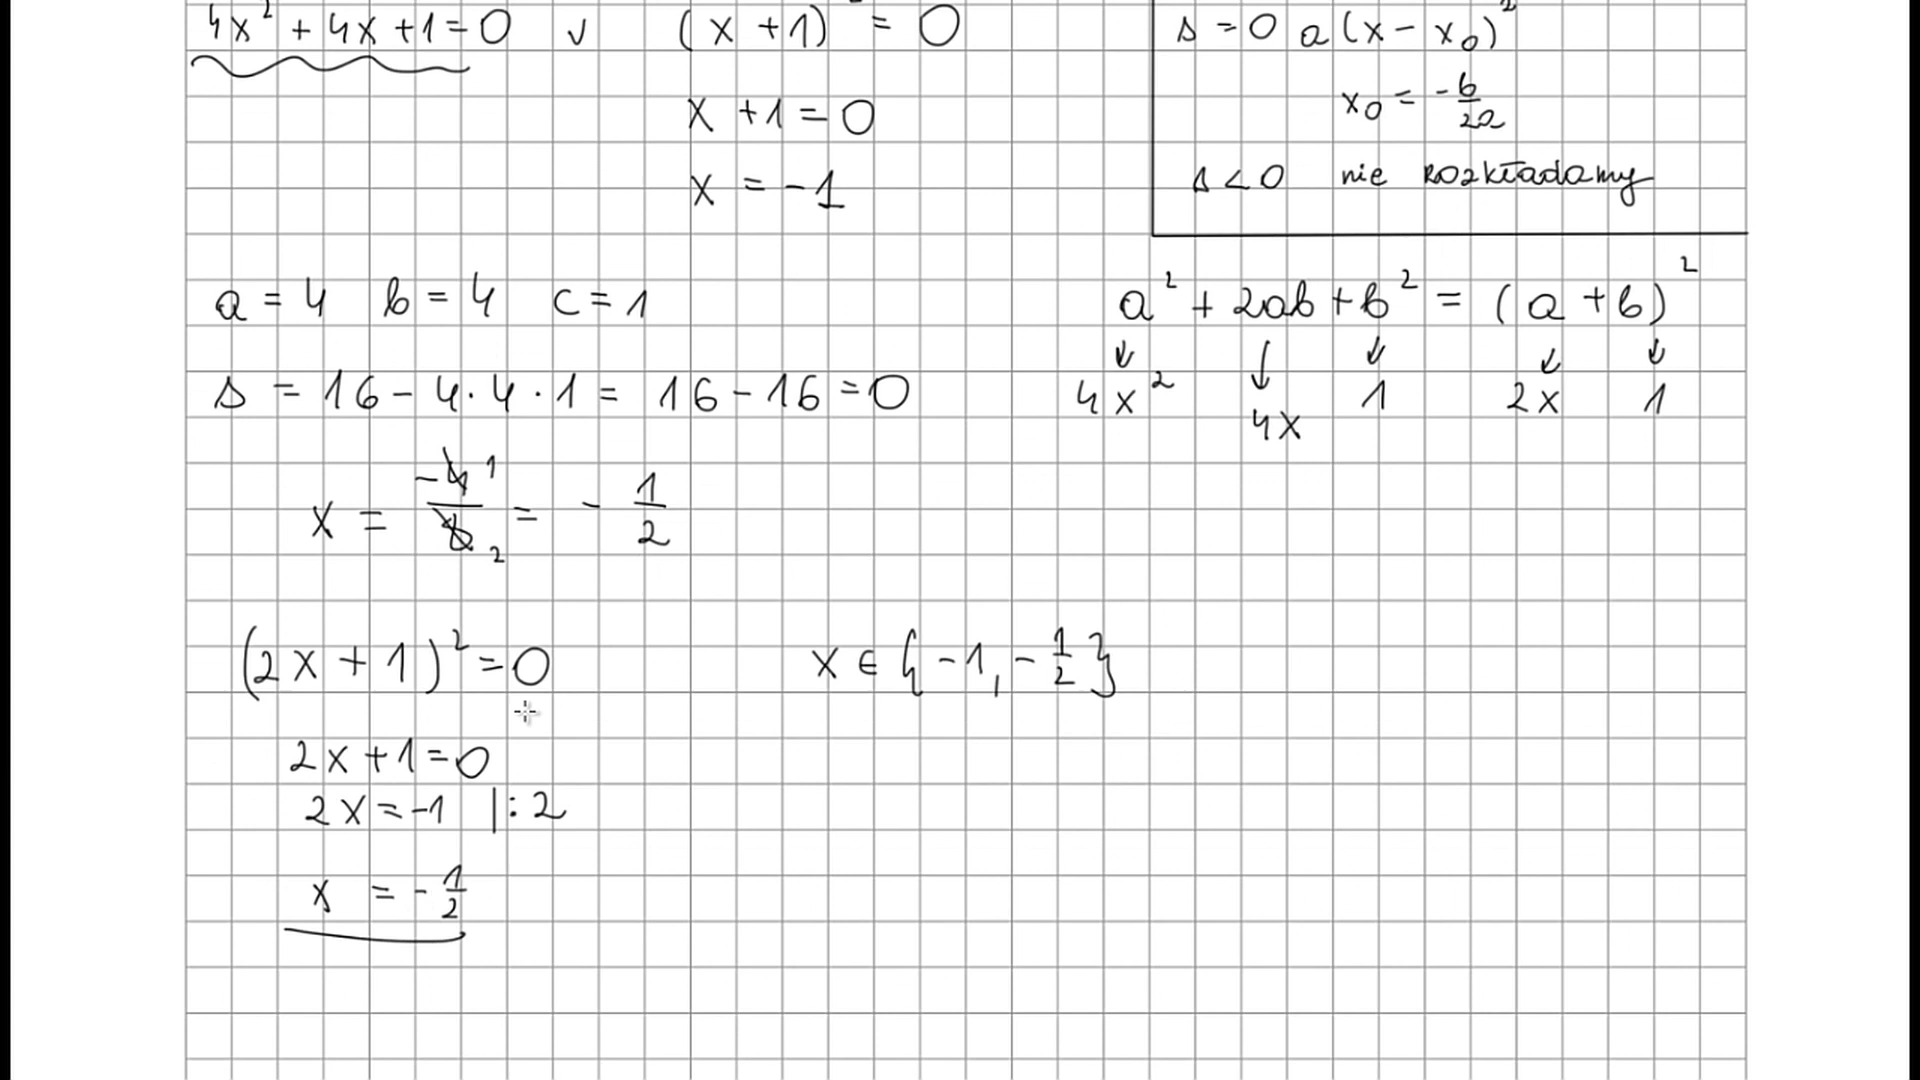 4x² + 4x + 1 = 0 ∨ (x + 1)² = 0
x + 1 = 0
x = -1
Δ = 0 a(x - x₀)²
x₀ = -b/2a
Δ < 0 nie rozkładamy
a = 4 b = 4 c = 1
Δ = 16 - 4·4·1 = 16 - 16 = 0
x = -4 1/8 2 = - 1/2
a² + 2ab + b² = (a + b)²
↓ ↓ ↓ ↓ ↓
4x² 4x 1 2x 1
(2x + 1)² = 0
2x + 1 = 0
2x = -1 |:2
x = - 1/2
x ∈ {-1, - 1/2}